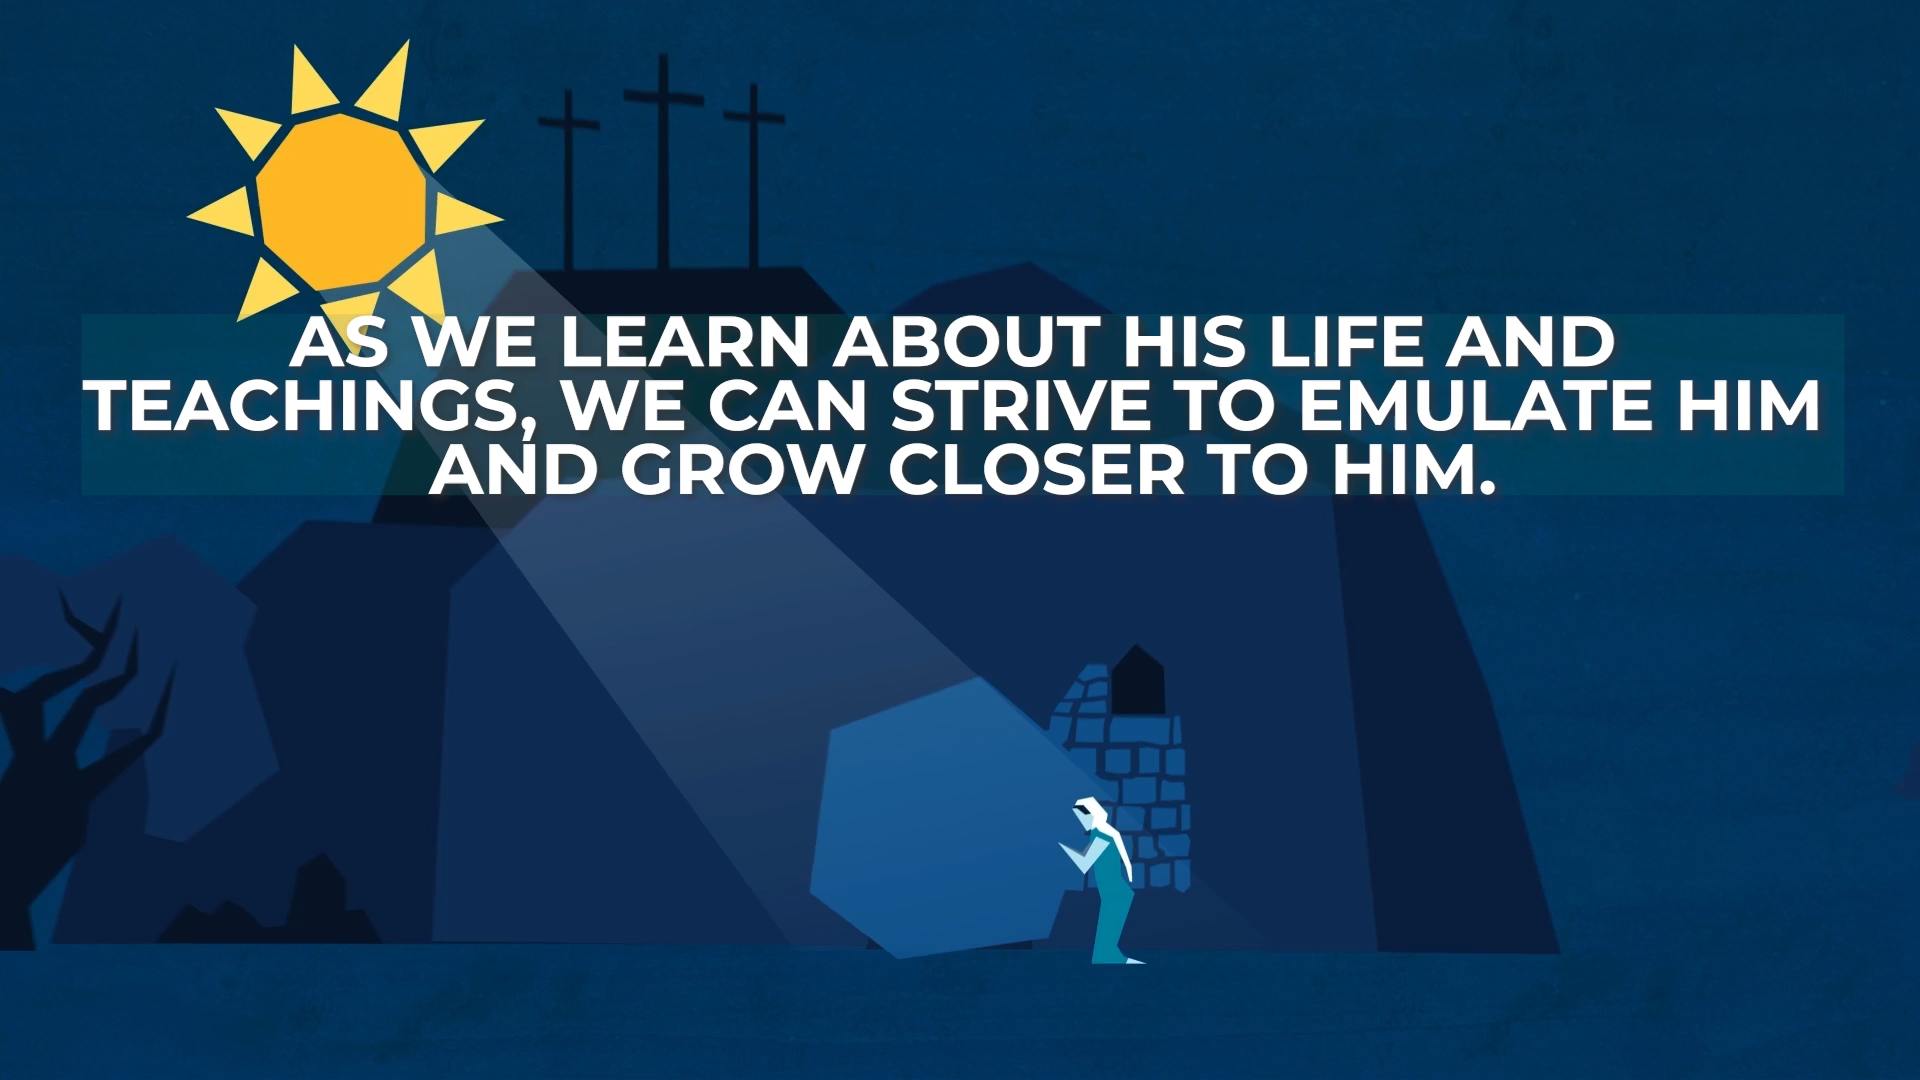 AS WE LEARN ABOUT HIS LIFE AND
TEACHINGS, WE CAN STRIVE TO EMULATE HIM
AND GROW CLOSER TO HIM.